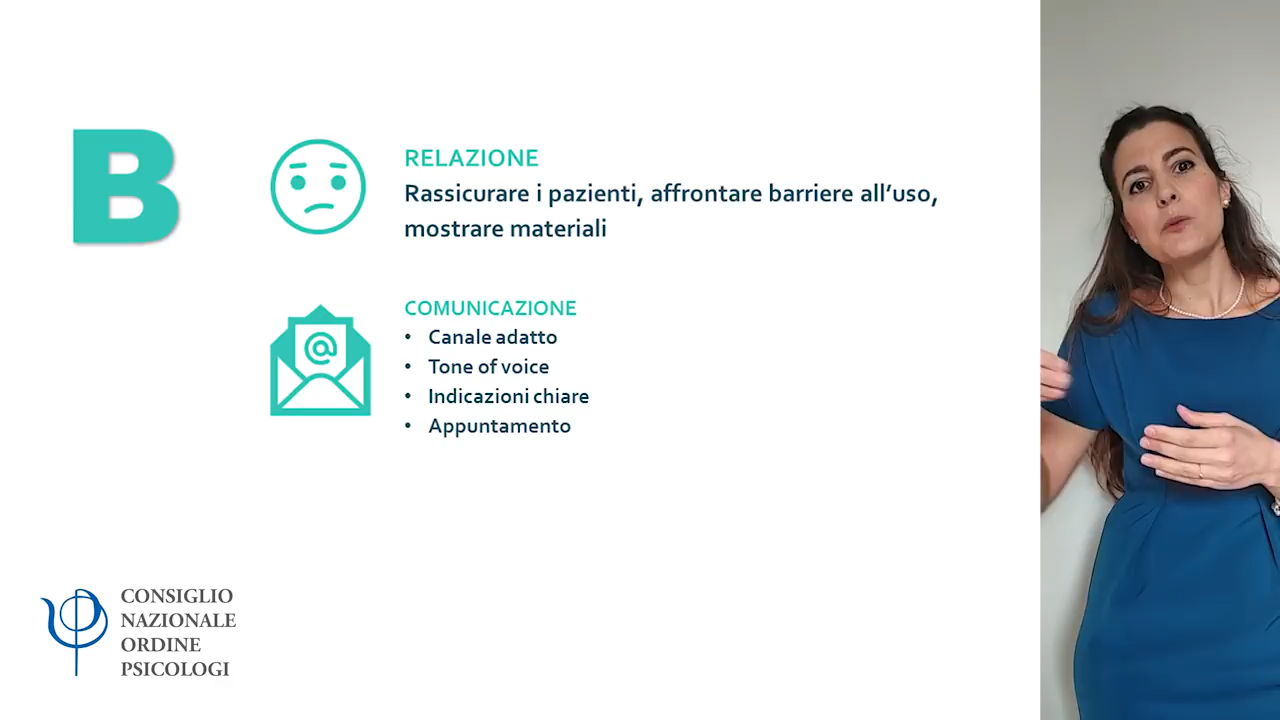 B
RELAZIONE
Rassicurare i pazienti, affrontare barriere all’uso,
mostrare materiali
COMUNICAZIONE
• Canale adatto
• Tone of voice
• Indicazioni chiare
• Appuntamento
@
CONSIGLIO
NAZIONALE
ORDINE
PSICOLOGI